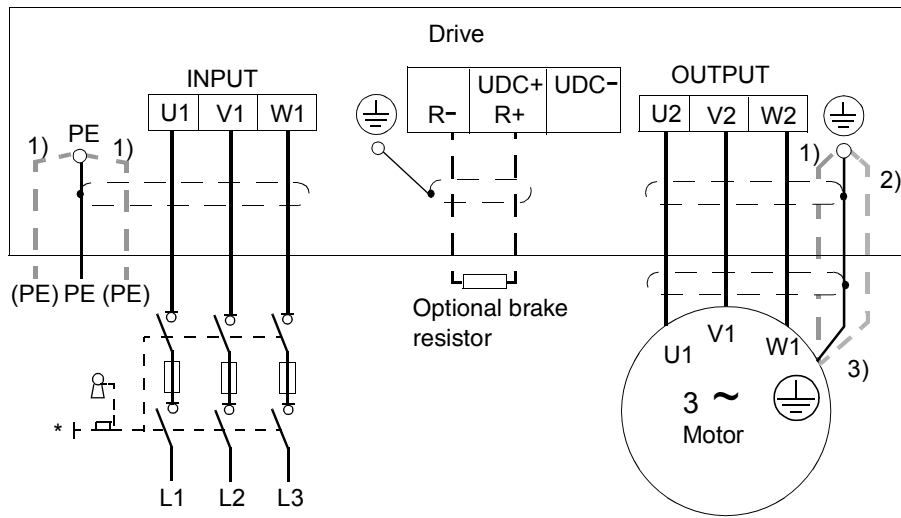 Drive
INPUT
U1 V1 W1
UDC+ UDC-
R- R+
OUTPUT
U2 V2 W2
1) PE 1)
1)
2)
(PE) PE (PE)
Optional brake
resistor
U1 V1 W1
3)
3 ~
Motor
*
L1 L2 L3